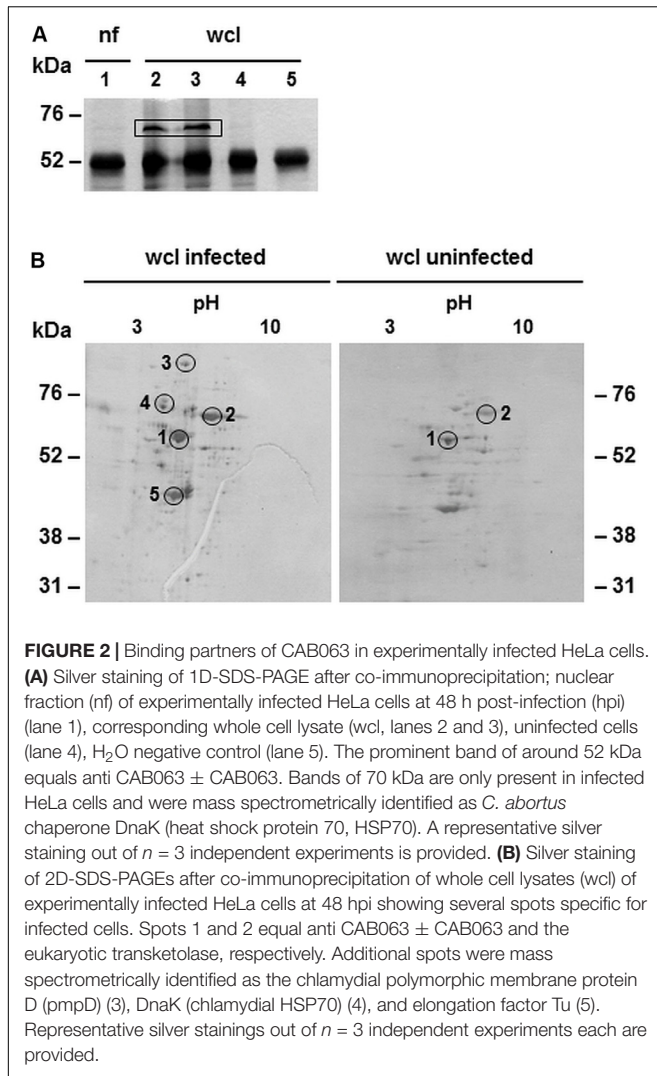 A
nf
wcl
kDa
1
2
3
4
5
76 –
52 –
B
wcl infected
wcl uninfected
pH
pH
kDa
3
10
3
10
3
4
2
1
5
1
2
76 –
52 –
38 –
31 –
– 76
– 52
– 38
– 31
FIGURE 2 | Binding partners of CAB063 in experimentally infected HeLa cells.
(A) Silver staining of 1D-SDS-PAGE after co-immunoprecipitation; nuclear
fraction (nf) of experimentally infected HeLa cells at 48 h post-infection (hpi)
(lane 1), corresponding whole cell lysate (wcl, lanes 2 and 3), uninfected cells
(lane 4), H₂O negative control (lane 5). The prominent band of around 52 kDa
equals anti CAB063 ± CAB063. Bands of 70 kDa are only present in infected
HeLa cells and were mass spectrometrically identified as C. abortus
chaperone DnaK (heat shock protein 70, HSP70). A representative silver
staining out of n = 3 independent experiments is provided. (B) Silver staining
of 2D-SDS-PAGEs after co-immunoprecipitation of whole cell lysates (wcl) of
experimentally infected HeLa cells at 48 hpi showing several spots specific for
infected cells. Spots 1 and 2 equal anti CAB063 ± CAB063 and the
eukaryotic transketolase, respectively. Additional spots were mass
spectrometrically identified as the chlamydial polymorphic membrane protein
D (pmpD) (3), DnaK (chlamydial HSP70) (4), and elongation factor Tu (5).
Representative silver stainings out of n = 3 independent experiments each are
provided.